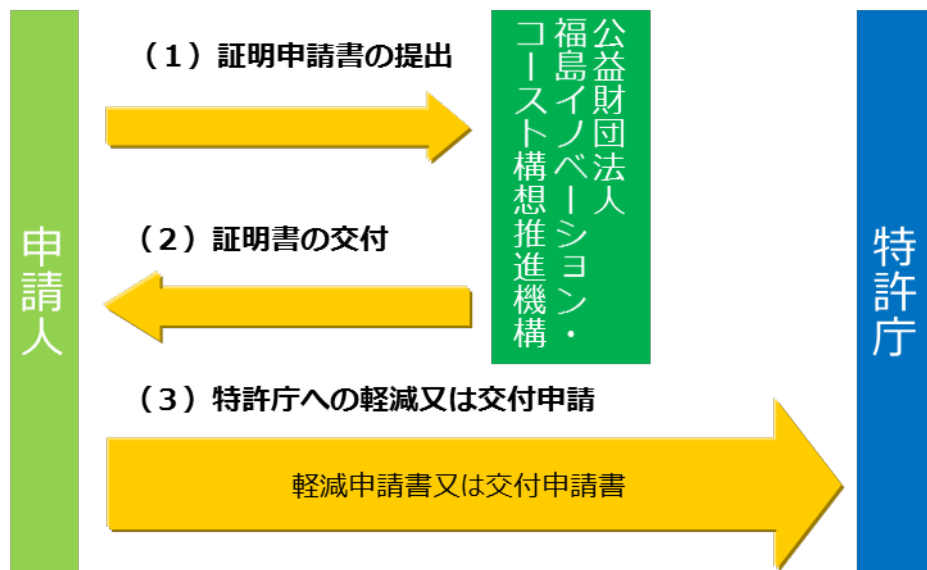 申請人
（１）証明申請書の提出
公益財団法人
福島イノベーション・
コースト構想推進機構
（２）証明書の交付
（３）特許庁への軽減又は交付申請
軽減申請書又は交付申請書
特許庁